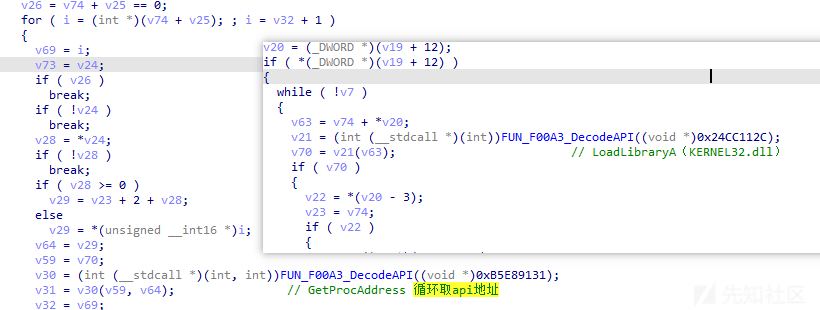 v26 = v74 + v25 == 0;
for ( i = (int *)(v74 + v25); ; i = v32 + 1 )
{
v69 = i;
v73 = v24;
if ( v26 )
break;
if ( !v24 )
break;
v28 = *v24;
if ( !v28 )
break;
if ( v28 >= 0 )
v29 = v23 + 2 + v28;
else
v29 = *(unsigned __int16 *)i;
v64 = v29;
v59 = v70;
v30 = (int (__stdcall *)(int, int))FUN_F00A3_DecodeAPI((void *)0xB5E89131);
v31 = v30(v59, v64); // GetProcAddress 循环取api地址
v32 = v69;
v20 = (_DWORD *)(v19 + 12);
if ( *(_DWORD *)(v19 + 12) )
{
while ( !v7 )
{
v63 = v74 + *v20;
v21 = (int (__stdcall *)(int))FUN_F00A3_DecodeAPI((void *)0x24CC112C);
v70 = v21(v63); // LoadLibraryA（KERNEL32.dll）
if ( v70 )
{
v22 = *(v20 - 3);
v23 = v74;
if ( v22 )
{
先知社区